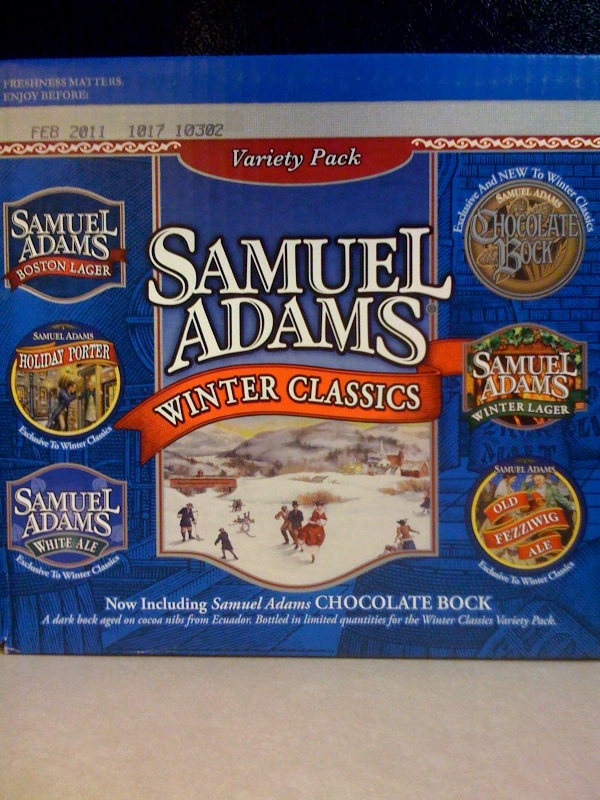 FRESHNESS MATTERS.
ENJOY BEFORE:
FEB 2011 1017 10302
Variety Pack
SAMUEL
ADAMS
BOSTON LAGER
SAMUEL ADAMS
HOLIDAY PORTER
Exclusive To Winter Classics
SAMUEL
ADAMS
WHITE ALE
Exclusive To Winter Classics
SAMUEL
ADAMS®
WINTER CLASSICS
Exclusive And NEW To Winter Classics
SAMUEL ADAMS
CHOCOLATE
BOCK
SAMUEL
ADAMS
WINTER LAGER
SAMUEL ADAMS
OLD
FEZZIWIG
ALE
Exclusive To Winter Classics
Now Including Samuel Adams CHOCOLATE BOCK
A dark bock aged on cocoa nibs from Ecuador. Bottled in limited quantities for the Winter Classics Variety Pack.